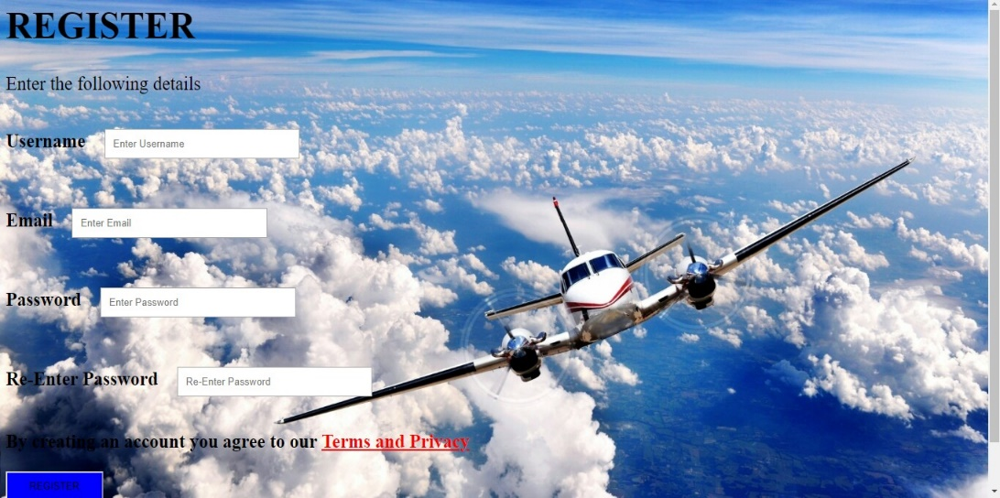 REGISTER
Enter the following details
Username Enter Username
Email Enter Email
Password Enter Password
Re-Enter Password Re-Enter Password
By creating an account you agree to our Terms and Privacy
REGISTER